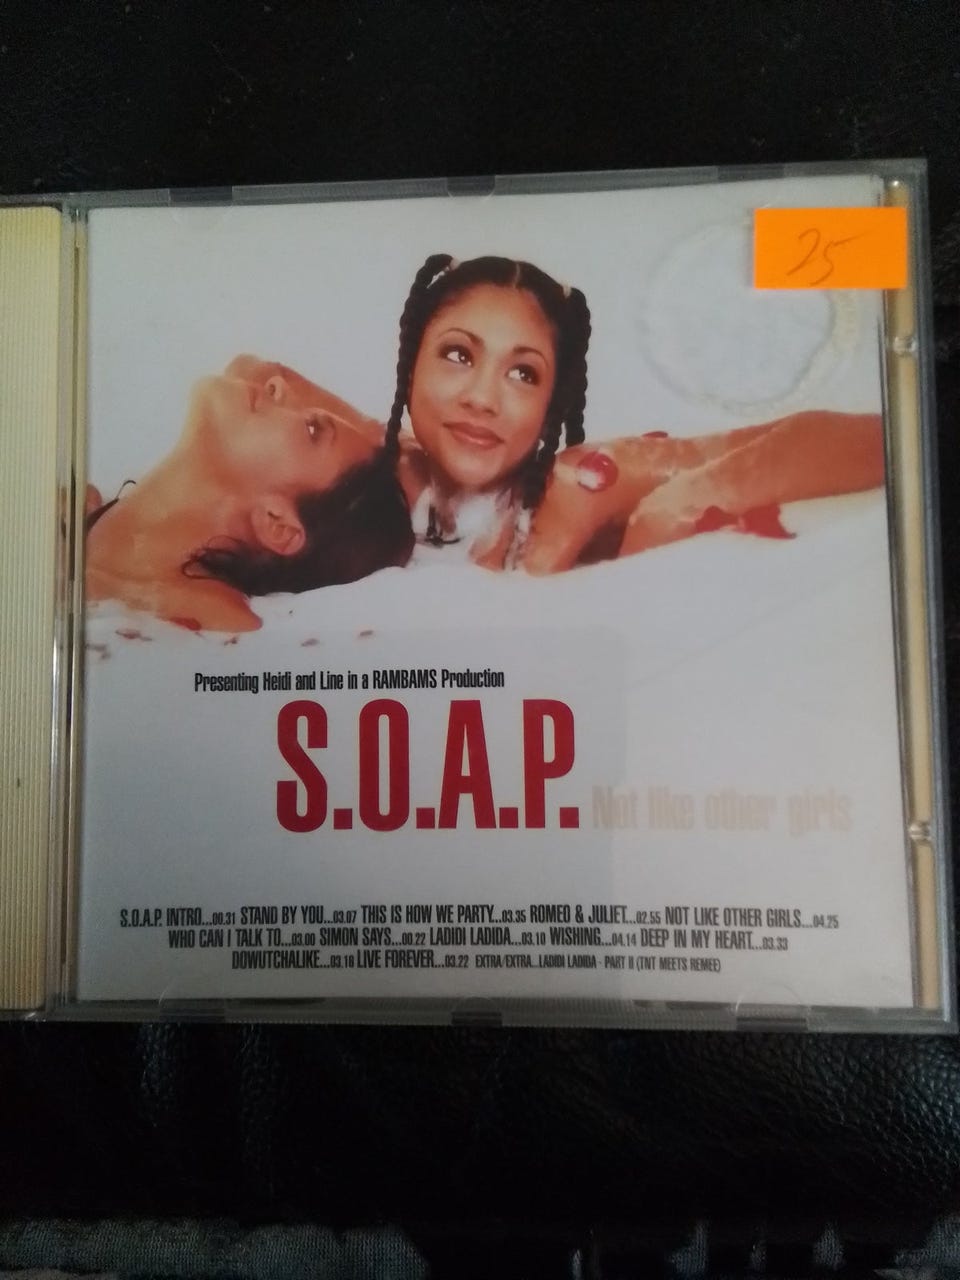 25
Presenting Heidi and Line in a RAMBAMS Production
S.O.A.P. Not like other girls
S.O.A.P. INTRO...00.31 STAND BY YOU...03.07 THIS IS HOW WE PARTY...03.35 ROMEO & JULIET...02.55 NOT LIKE OTHER GIRLS...04.25
WHO CAN I TALK TO...03.00 SIMON SAYS...00.22 LADIDI LADIDA...03.10 WISHING...04.14 DEEP IN MY HEART...03.33
DOWUTCHALIKE...03.16 LIVE FOREVER...03.22 EXTRA/EXTRA...LADIDI LADIDA - PART II (TNT MEETS REMEE)